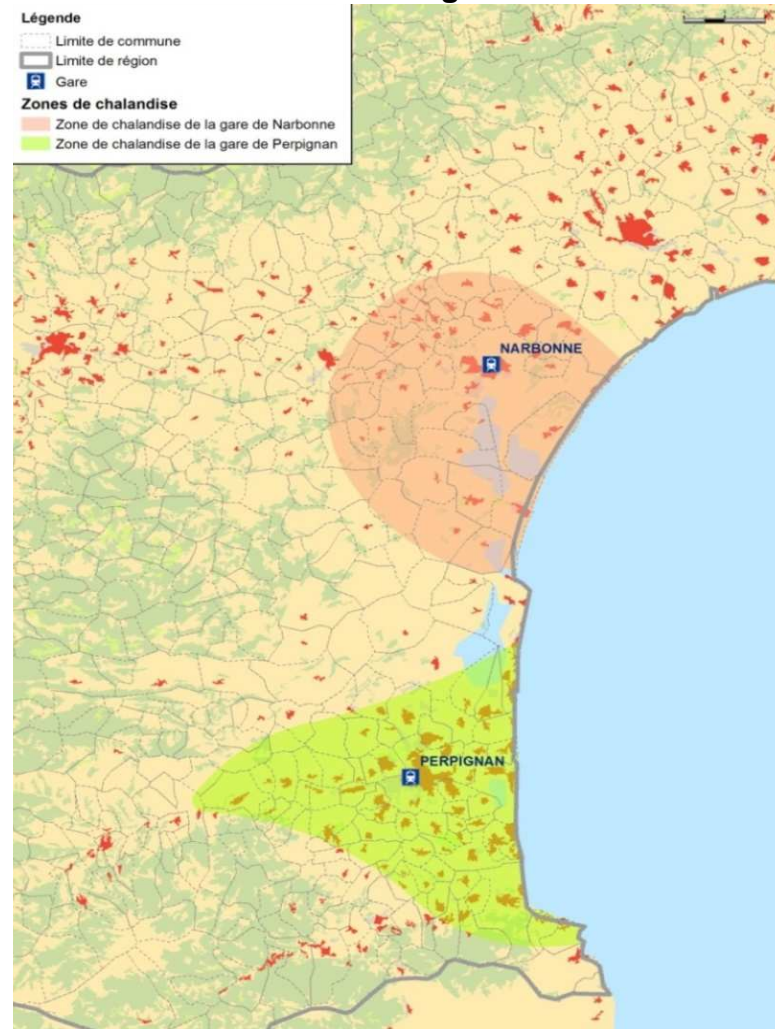 Légende
Limite de commune
Limite de région
Gare
Zones de chalandise
Zone de chalandise de la gare de Narbonne
Zone de chalandise de la gare de Perpignan
NARBONNE
PERPIGNAN